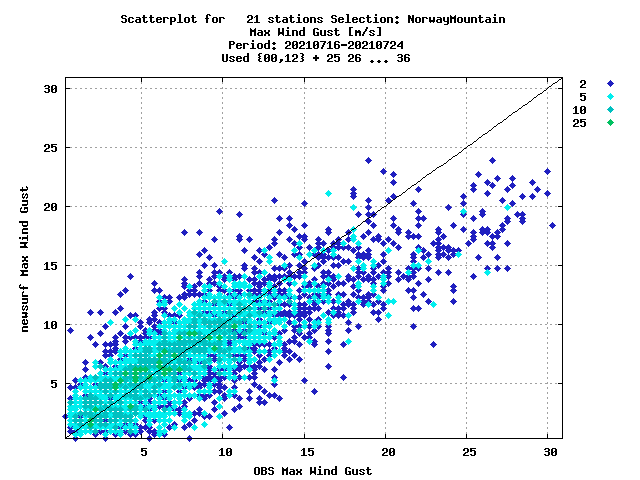 Scatterplot for 21 stations Selection: NorwayMountain
Max Wind Gust [m/s]
Period: 20210716-20210724
Used {00,12} + 25 26 ... 36
30
25
20
15
10
5
newsurf Max Wind Gust
2
5
10
25
5
10
15
20
25
30
OBS Max Wind Gust